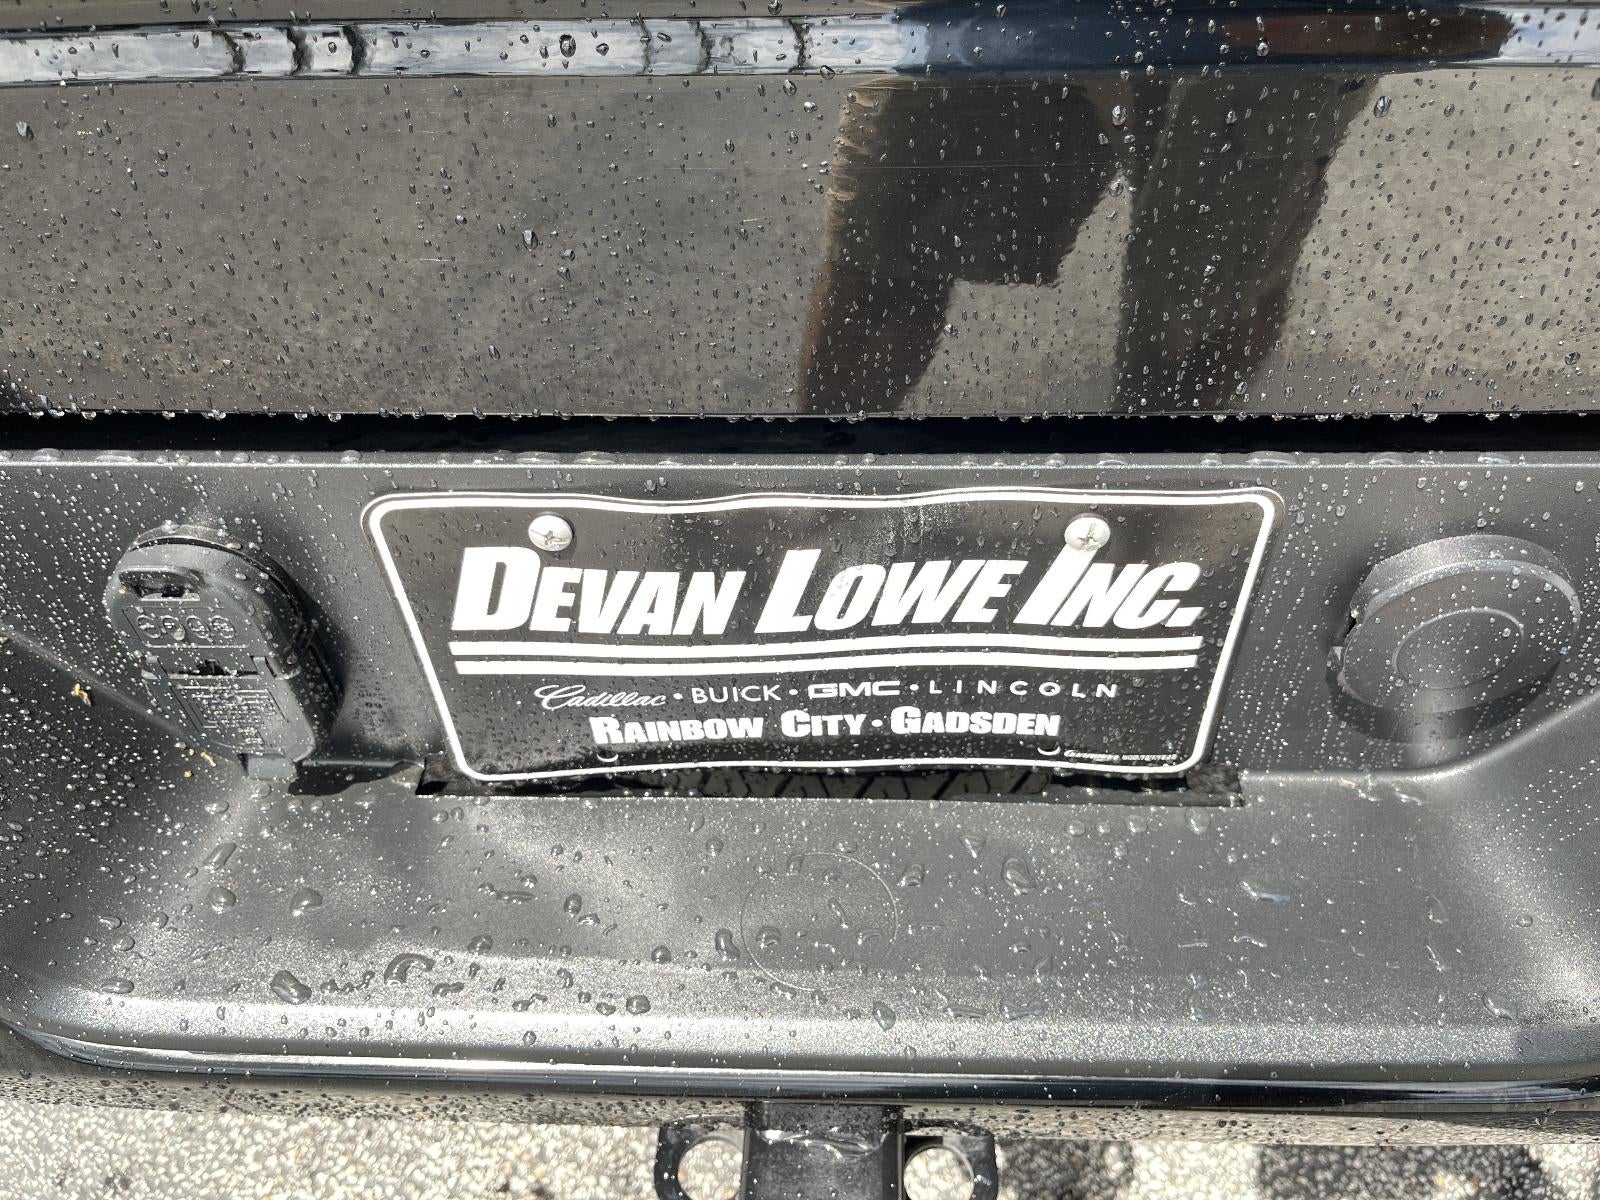 DEVAN LOWE INC.
Cadillac • BUICK • GMC • LINCOLN
RAINBOW CITY • GADSDEN